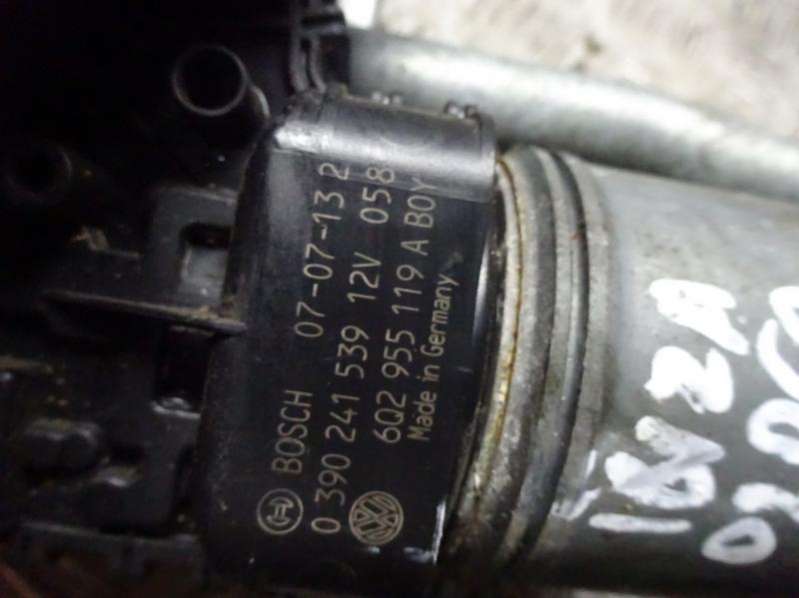 BOSCH 07-07-13 2
0 390 241 539 12V 058
6Q2 955 119 A BOY
Made in Germany